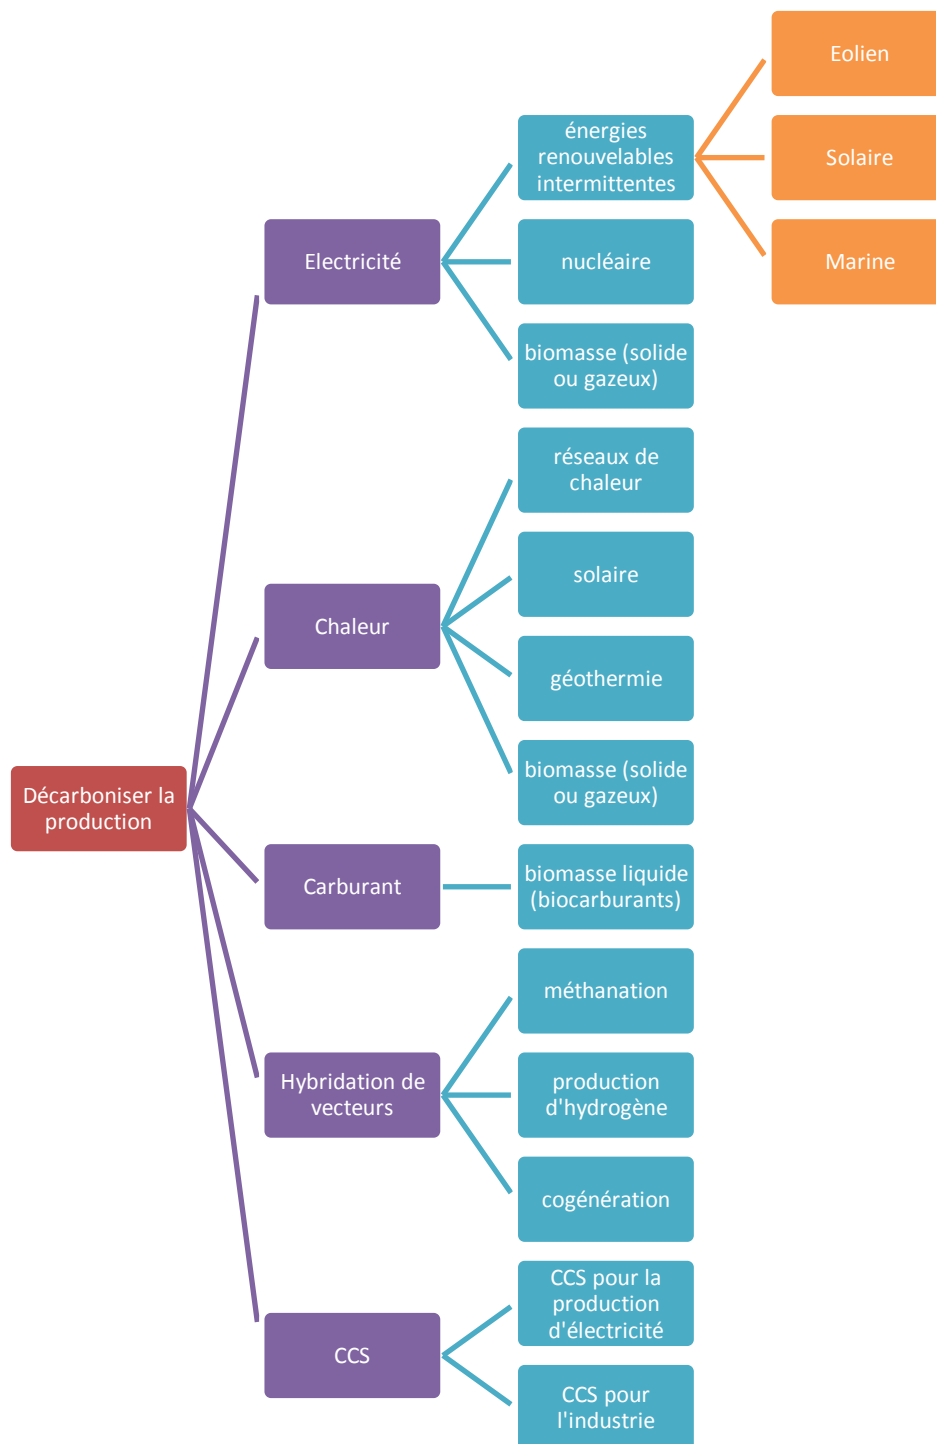 Eolien
énergies
renouvelables
intermittentes
Solaire
Electricité
nucléaire
Marine
biomasse (solide
ou gazeux)
réseaux de
chaleur
solaire
Chaleur
géothermie
biomasse (solide
ou gazeux)
Décarboniser la
production
Carburant
biomasse liquide
(biocarburants)
méthanation
Hybridation de
vecteurs
production
d'hydrogène
cogénération
CCS pour la
production
d'électricité
CCS
CCS pour
l'industrie